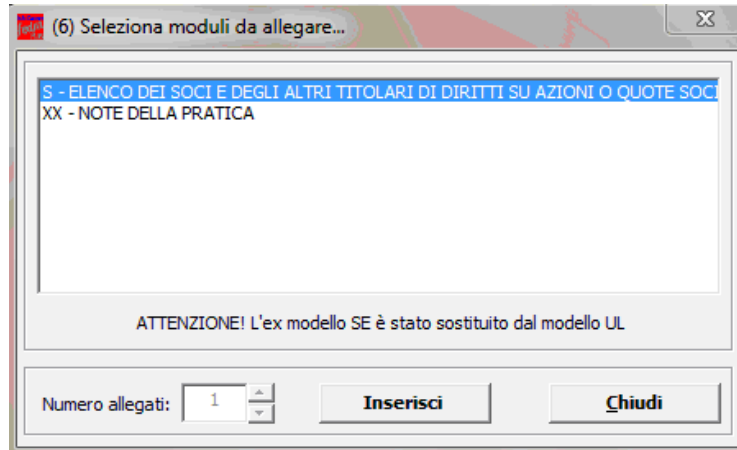 (6) Seleziona moduli da allegare...
S - ELENCO DEI SOCI E DEGLI ALTRI TITOLARI DI DIRITTI SU AZIONI O QUOTE SOCI
XX - NOTE DELLA PRATICA
ATTENZIONE! L'ex modello SE è stato sostituito dal modello UL
Numero allegati: 1 Inserisci Chiudi